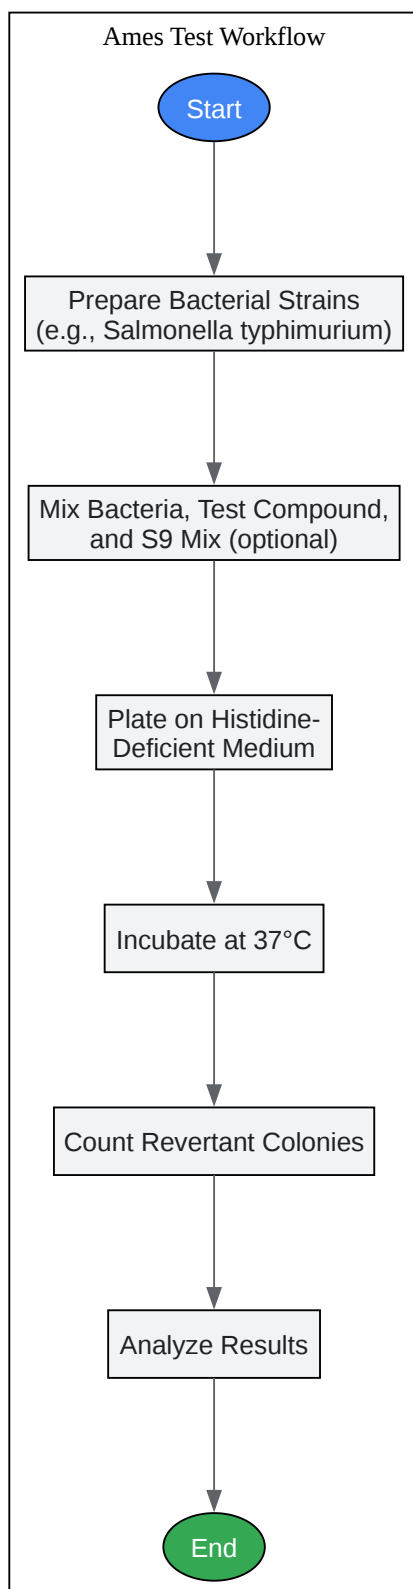 Ames Test Workflow
Start
Prepare Bacterial Strains
(e.g., Salmonella typhimurium)
Mix Bacteria, Test Compound,
and S9 Mix (optional)
Plate on Histidine-
Deficient Medium
Incubate at 37°C
Count Revertant Colonies
Analyze Results
End